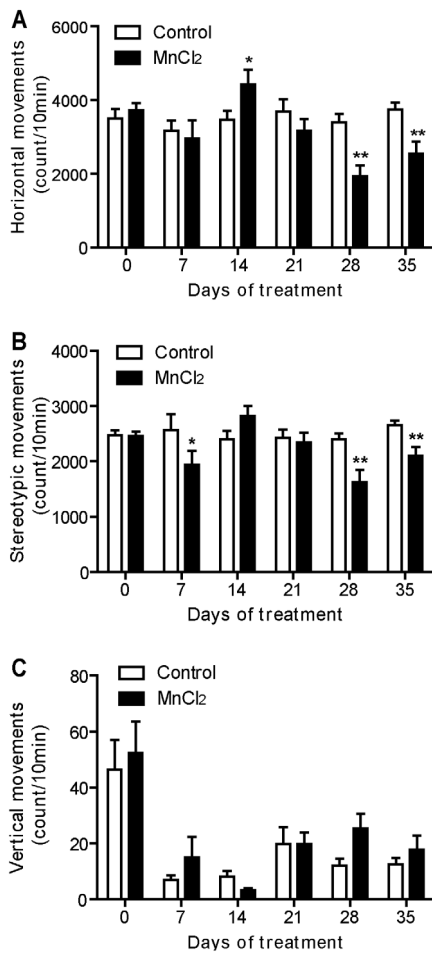 A
Control
MnCl2
Horizontal movements
(count/10min)
6000
4000
2000
0
*
**
**
0 7 14 21 28 35
Days of treatment
B
Control
MnCl2
Stereotypic movements
(count/10min)
4000
3000
2000
1000
0
*
**
**
0 7 14 21 28 35
Days of treatment
C
Control
MnCl2
Vertical movements
(count/10min)
80
60
40
20
0
0 7 14 21 28 35
Days of treatment